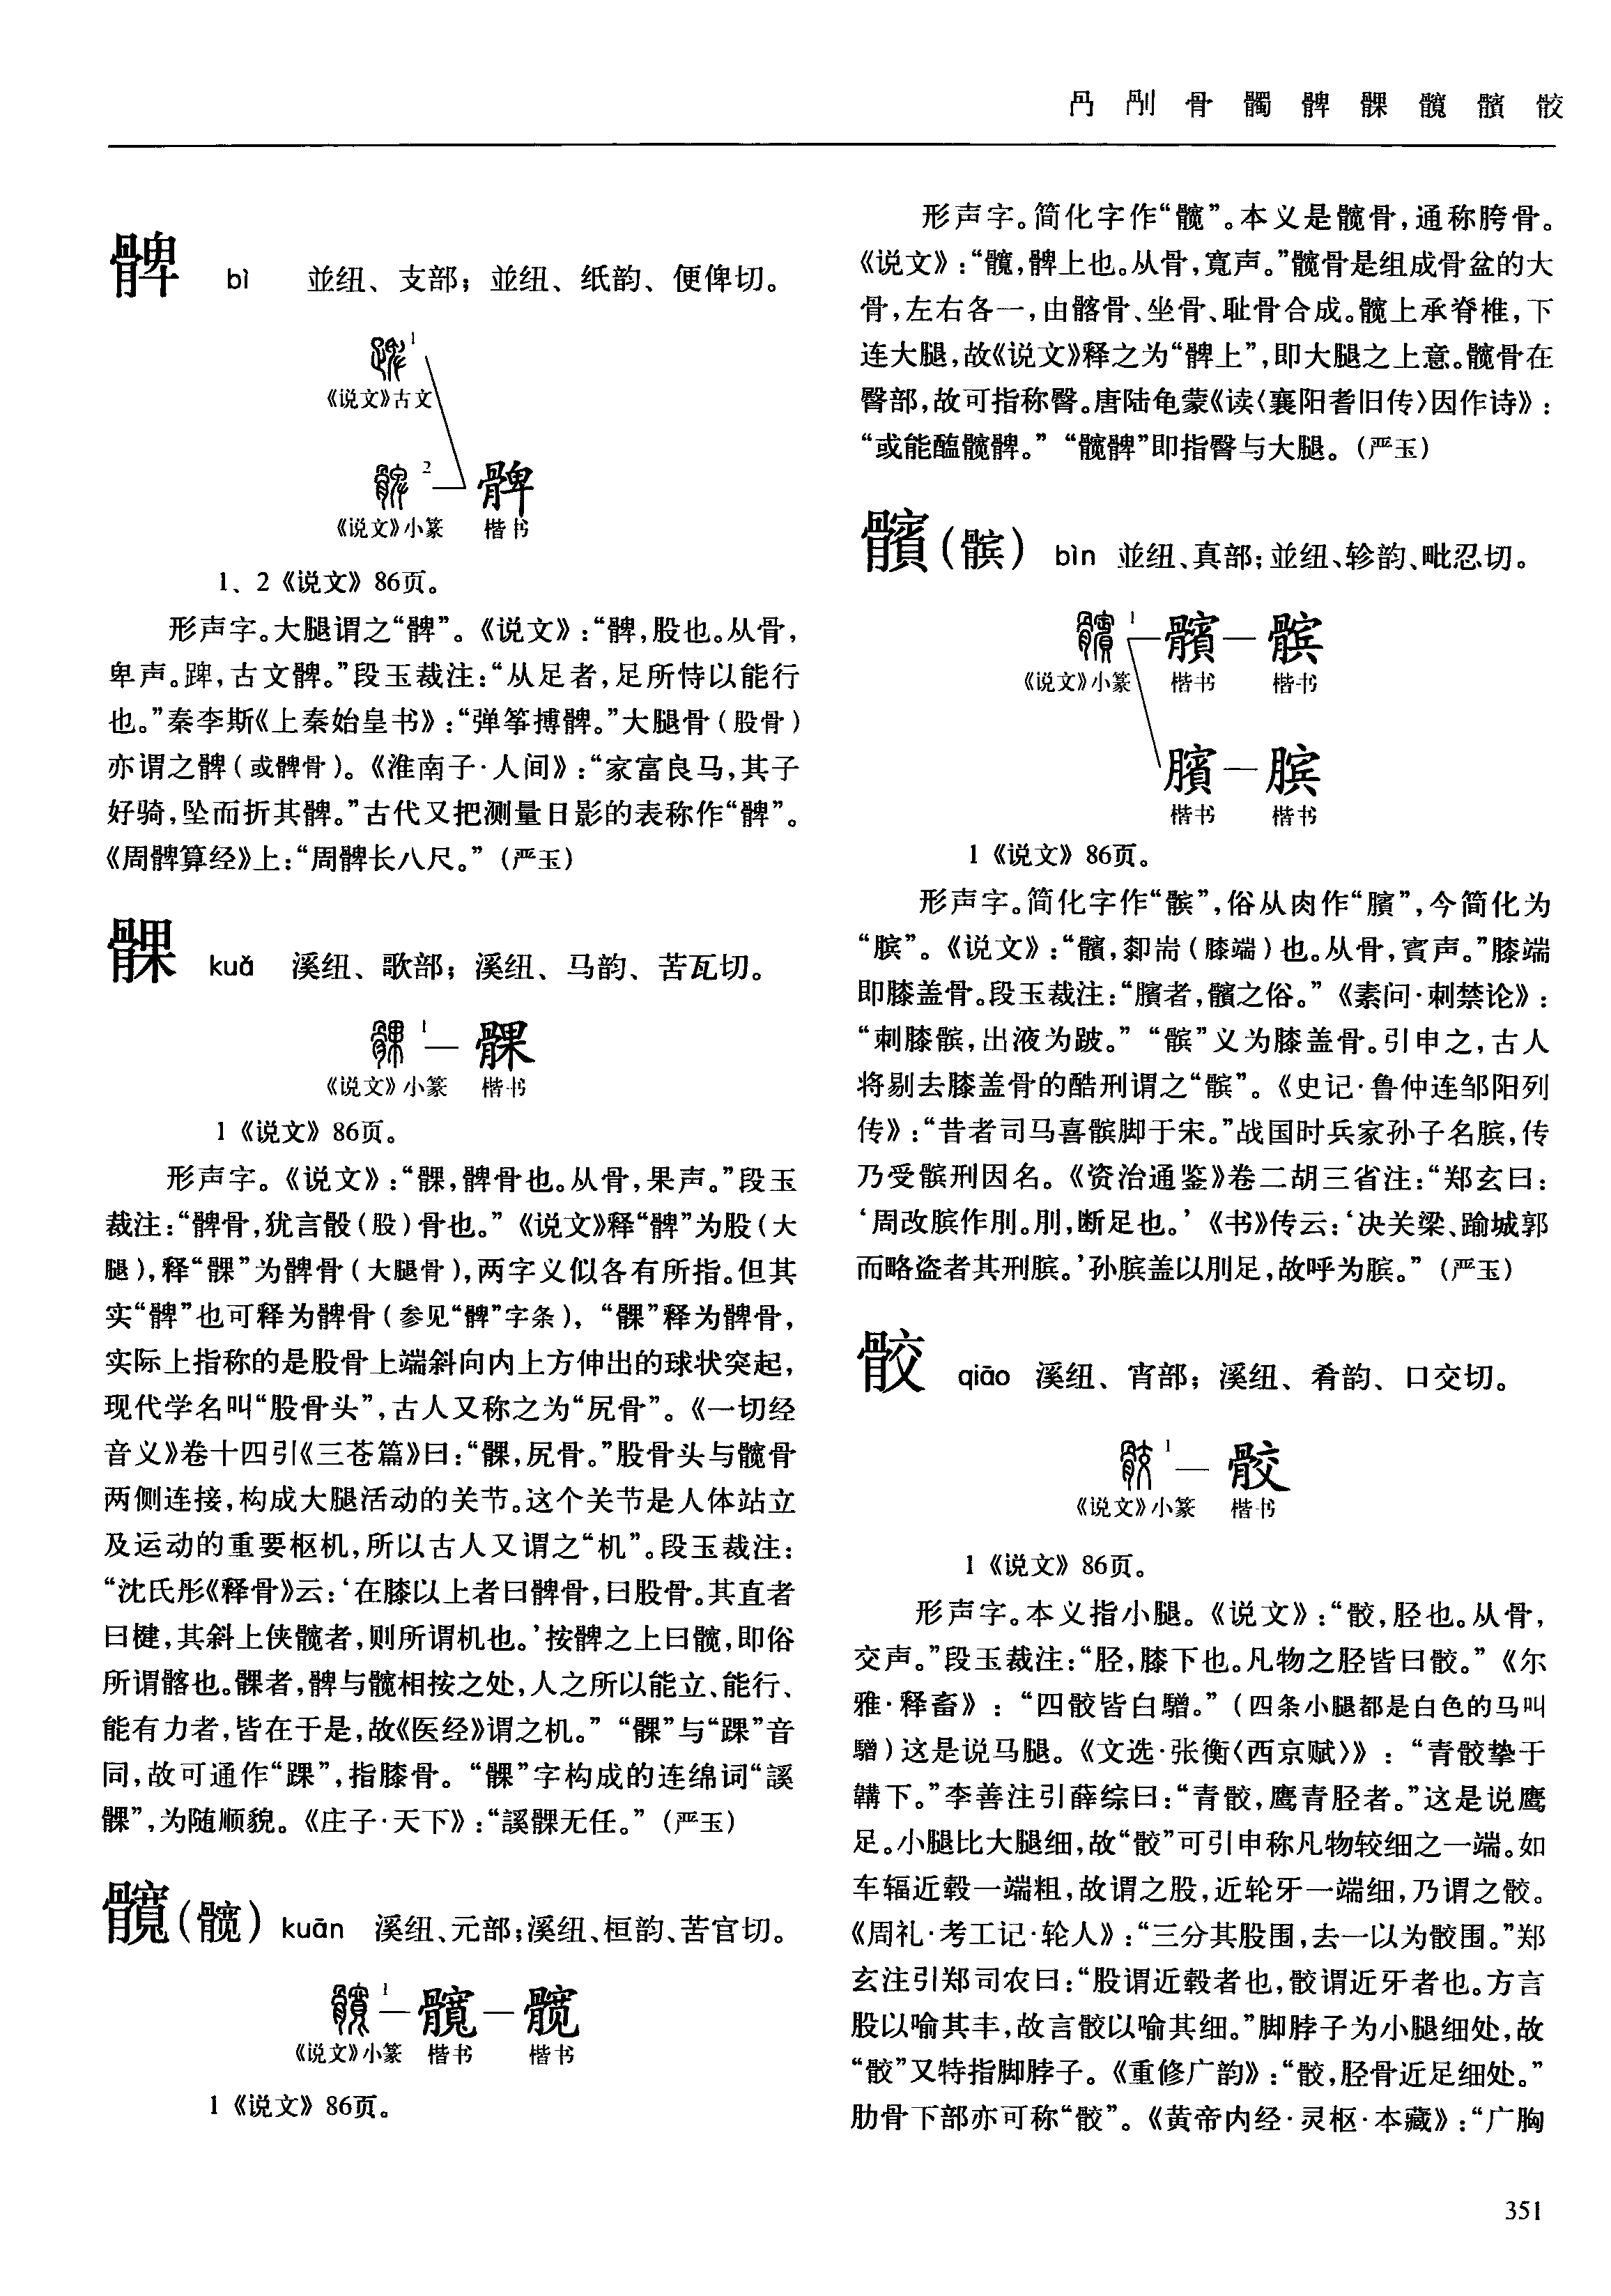 冎 剐 骨 髑 髀 髁 髖 髕 骹
髀 bì 並纽、支部；並纽、纸韵、便俾切。
1
《说文》古文
2 髀
《说文》小篆 楷书
1、2《说文》86页。
形声字。大腿谓之“髀”。《说文》：“髀，股也。从骨，
卑声。踔，古文髀。”段玉裁注：“从足者，足所恃以能行
也。”秦李斯《上秦始皇书》：“弹筝搏髀。”大腿骨（股骨）
亦谓之髀（或髀骨）。《淮南子·人间》：“家富良马，其子
好骑，坠而折其髀。”古代又把测量日影的表称作“髀”。
《周髀算经》上：“周髀长八尺。”（严玉）
髁 kuǎ 溪纽、歌部；溪纽、马韵、苦瓦切。
1 髁
《说文》小篆 楷书
1《说文》86页。
形声字。《说文》：“髁，髀骨也。从骨，果声。”段玉
裁注：“髀骨，犹言骰（股）骨也。”《说文》释“髀”为股（大
腿），释“髁”为髀骨（大腿骨），两字义似各有所指。但其
实“髀”也可释为髀骨（参见“髀”字条），“髁”释为髀骨，
实际上指称的是股骨上端斜向内上方伸出的球状突起，
现代学名叫“股骨头”，古人又称之为“尻骨”。《一切经
音义》卷十四引《三苍篇》曰：“髁，尻骨。”股骨头与髋骨
两侧连接，构成大腿活动的关节。这个关节是人体站立
及运动的重要枢机，所以古人又谓之“机”。段玉裁注：
“沈氏彤《释骨》云：‘在膝以上者曰髀骨，曰股骨。其直者
曰楗，其斜上侠髋者，则所谓机也。’按髀之上曰髋，即俗
所谓髂也。髁者，髀与髋相按之处，人之所以能立、能行、
能有力者，皆在于是，故《医经》谓之机。”“髁”与“踝”音
同，故可通作“踝”，指膝骨。“髁”字构成的连绵词“謑
髁”，为随顺貌。《庄子·天下》：“謑髁无任。”（严玉）
髖（髋） kuān 溪纽、元部；溪纽、桓韵、苦官切。
1 髖 髋
《说文》小篆 楷书 楷书
1《说文》86页。
形声字。简化字作“髋”。本义是髋骨，通称胯骨。
《说文》：“髖，髀上也。从骨，寬声。”髋骨是组成骨盆的大
骨，左右各一，由髂骨、坐骨、耻骨合成。髋上承脊椎，下
连大腿，故《说文》释之为“髀上”，即大腿之上意。髋骨在
臀部，故可指称臀。唐陆龟蒙《读〈襄阳耆旧传〉因作诗》：
“或能醢髋髀。”“髋髀”即指臀与大腿。（严玉）
髕（髌） bìn 並纽、真部；並纽、轸韵、毗忍切。
1 髕 髌
《说文》小篆 楷书 楷书
臏 膑
楷书 楷书
1《说文》86页。
形声字。简化字作“髌”，俗从肉作“臏”，今简化为
“膑”。《说文》：“髕，厀耑（膝端）也。从骨，賓声。”膝端
即膝盖骨。段玉裁注：“臏者，髕之俗。”《素问·刺禁论》：
“刺膝髌，出液为跛。”“髌”义为膝盖骨。引申之，古人
将剔去膝盖骨的酷刑谓之“髌”。《史记·鲁仲连邹阳列
传》：“昔者司马喜髌脚于宋。”战国时兵家孙子名膑，传
乃受髌刑因名。《资治通鉴》卷二胡三省注：“郑玄曰：
‘周改膑作刖。刖，断足也。’《书》传云：‘决关梁、踰城郭
而略盗者其刑膑。’孙膑盖以刖足，故呼为膑。”（严玉）
骹 qiāo 溪纽、宵部；溪纽、肴韵、口交切。
1 骹
《说文》小篆 楷书
1《说文》86页。
形声字。本义指小腿。《说文》：“骹，胫也。从骨，
交声。”段玉裁注：“胫，膝下也。凡物之胫皆曰骹。”《尔
雅·释畜》：“四骹皆白驓。”（四条小腿都是白色的马叫
驓）这是说马腿。《文选·张衡〈西京赋〉》：“青骹挚于
韝下。”李善注引薛综曰：“青骹，鹰青胫者。”这是说鹰
足。小腿比大腿细，故“骹”可引申称凡物较细之一端。如
车辐近毂一端粗，故谓之股，近轮牙一端细，乃谓之骹。
《周礼·考工记·轮人》：“三分其股围，去一以为骹围。”郑
玄注引郑司农曰：“股谓近毂者也，骹谓近牙者也。方言
股以喻其丰，故言骹以喻其细。”脚脖子为小腿细处，故
“骹”又特指脚脖子。《重修广韵》：“骹，胫骨近足细处。”
肋骨下部亦可称“骹”。《黄帝内经·灵枢·本藏》：“广胸
351